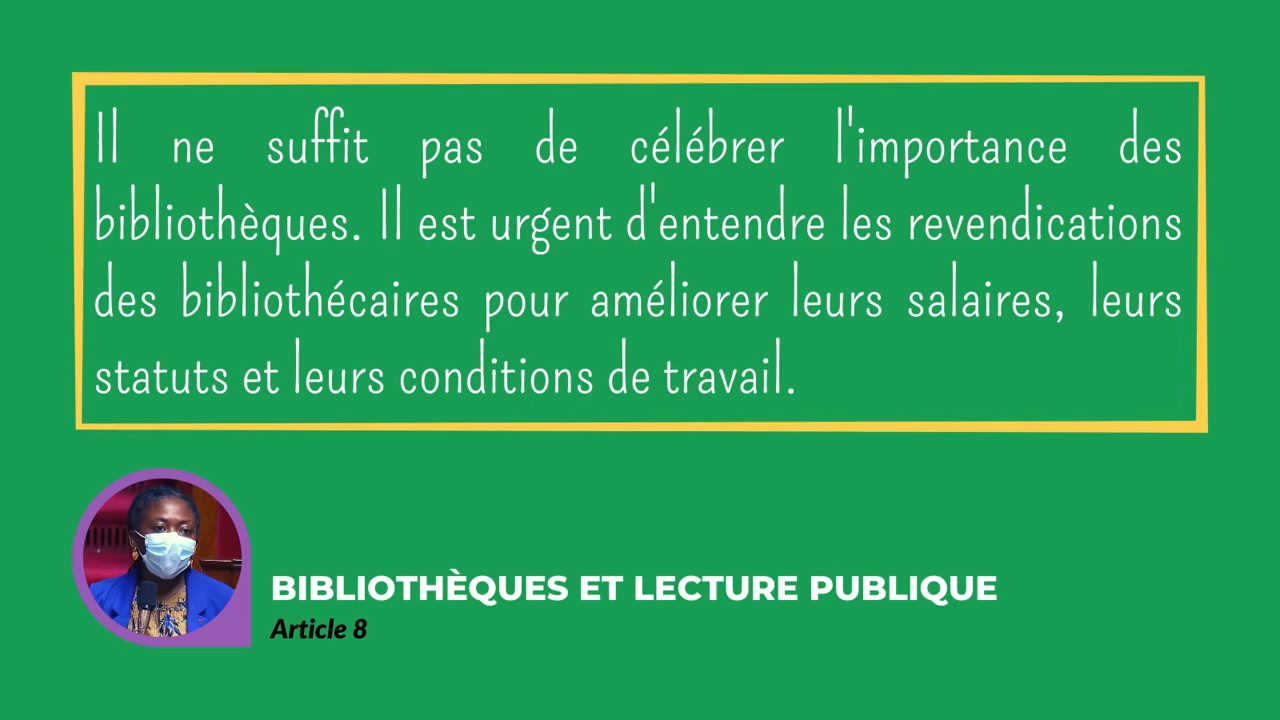 Il ne suffit pas de célébrer l'importance des
bibliothèques. Il est urgent d'entendre les revendications
des bibliothécaires pour améliorer leurs salaires, leurs
statuts et leurs conditions de travail.
BIBLIOTHÈQUES ET LECTURE PUBLIQUE
Article 8